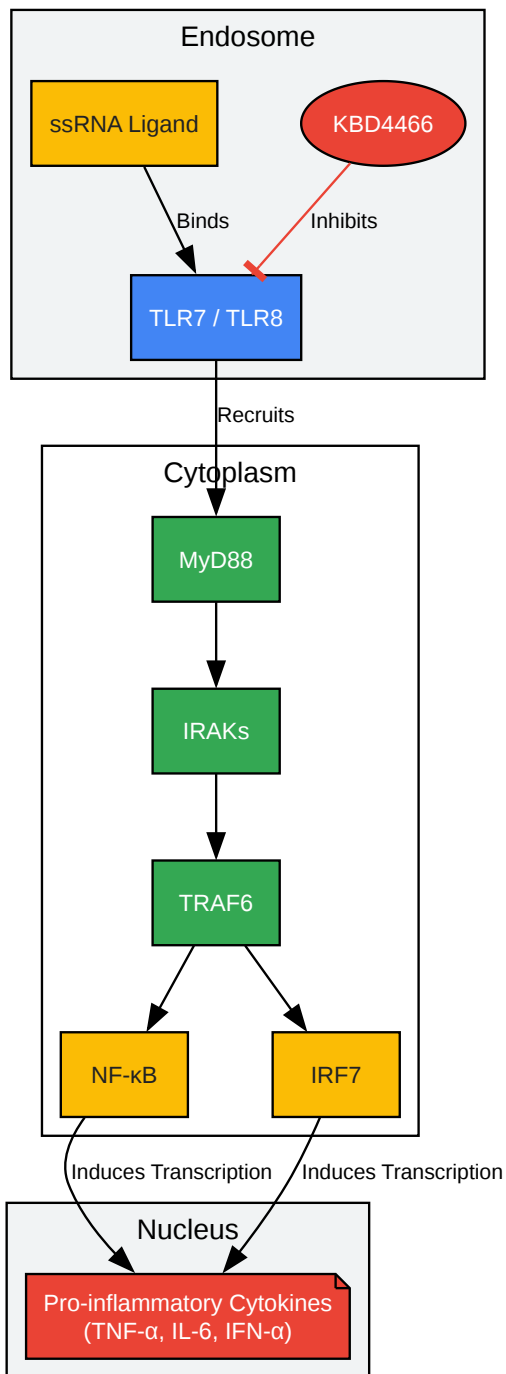 Endosome
ssRNA Ligand
KBD4466
Binds
Inhibits
TLR7 / TLR8
Recruits
Cytoplasm
MyD88
IRAKs
TRAF6
NF-κB
IRF7
Induces Transcription
Induces Transcription
Nucleus
Pro-inflammatory Cytokines
(TNF-α, IL-6, IFN-α)